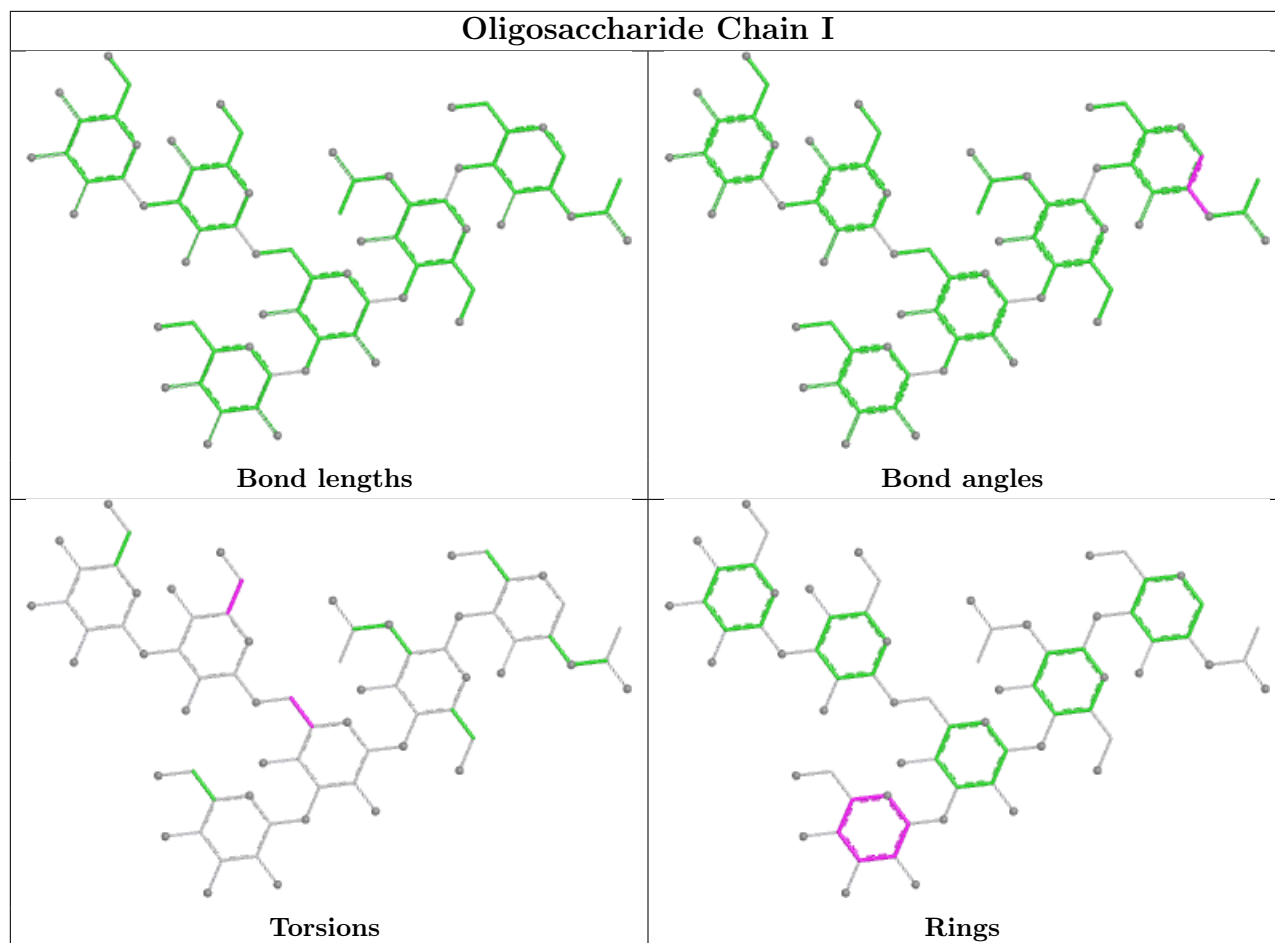 Oligosaccharide Chain I
Bond lengths
Bond angles
Torsions
Rings